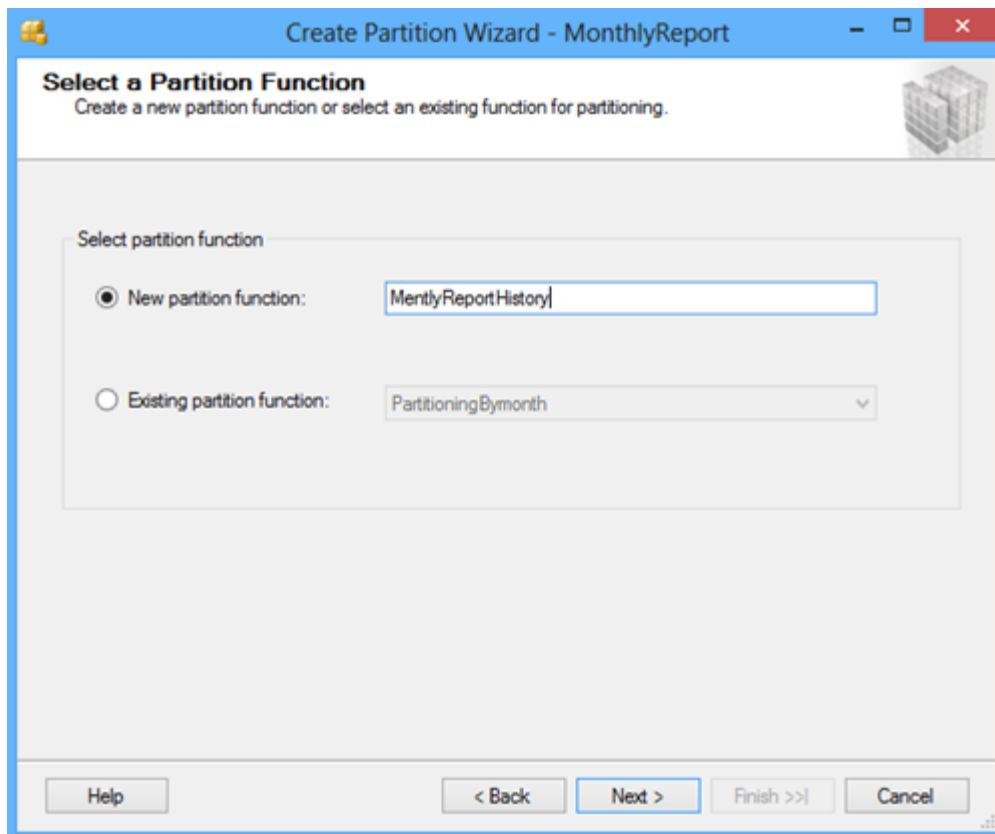 Create Partition Wizard - MonthlyReport
Select a Partition Function
Create a new partition function or select an existing function for partitioning.
Select partition function
New partition function: MentlyReportHistory
Existing partition function: PartitioningBymonth
Help < Back Next > Finish >>| Cancel